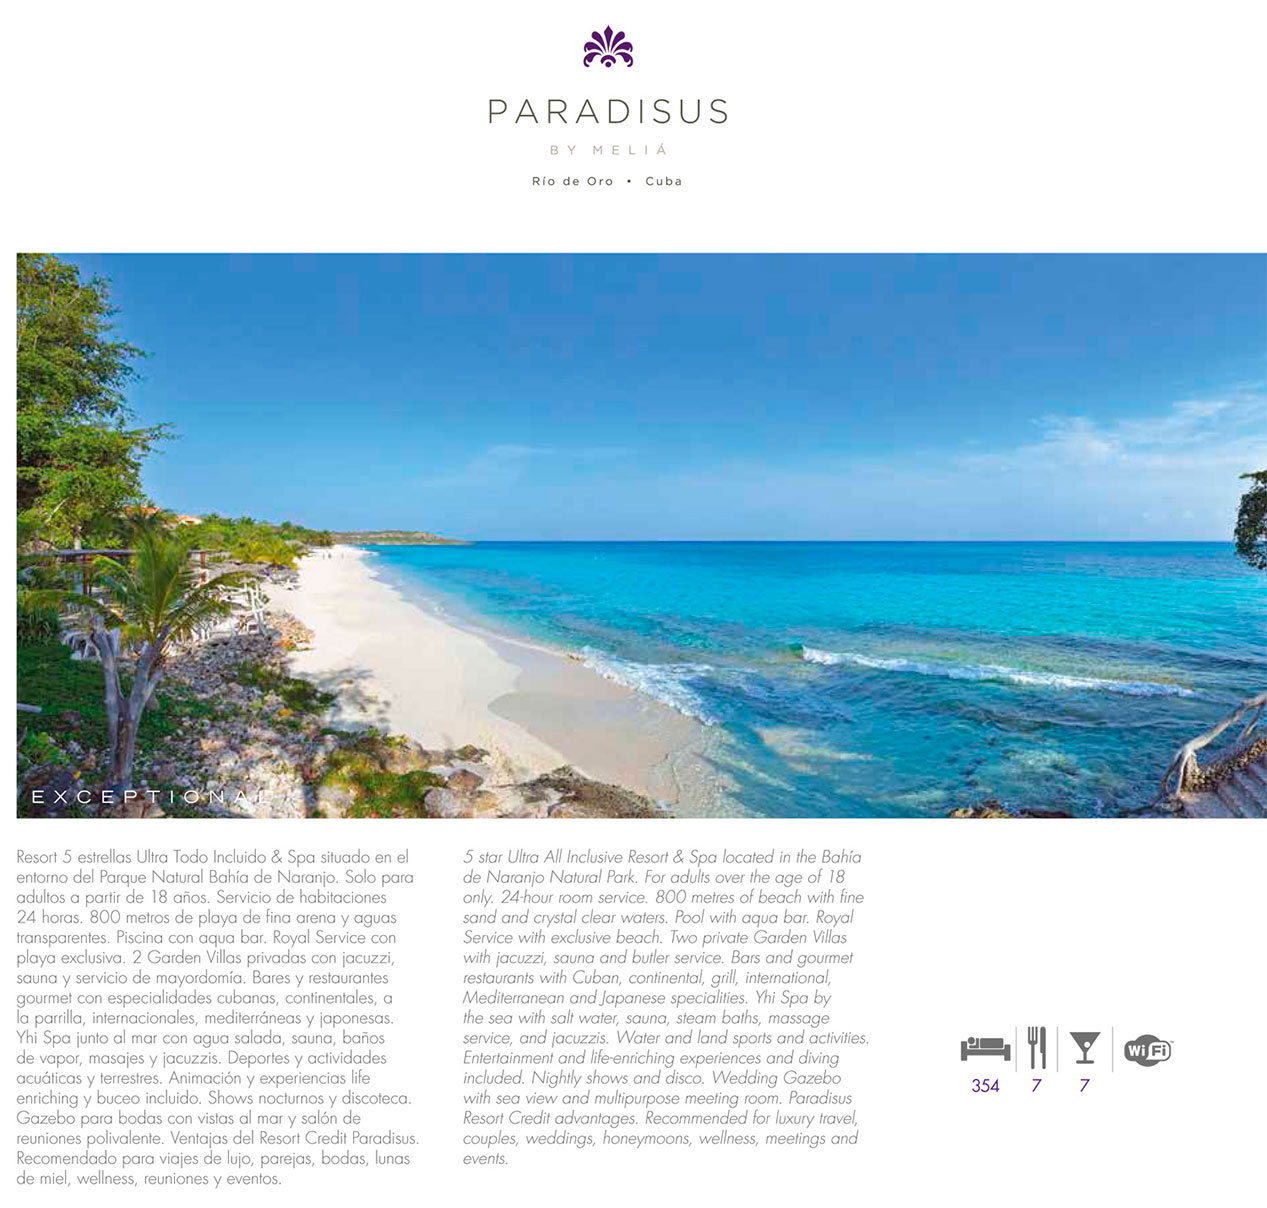 PARADISUS
BY MELIÁ
Río de Oro • Cuba
EXCEPTIONAL
Resort 5 estrellas Ultra Todo Incluido & Spa situado en el
entorno del Parque Natural Bahía de Naranjo. Solo para
adultos a partir de 18 años. Servicio de habitaciones
24 horas. 800 metros de playa de fina arena y aguas
transparentes. Piscina con aqua bar. Royal Service con
playa exclusiva. 2 Garden Villas privadas con jacuzzi,
sauna y servicio de mayordomía. Bares y restaurantes
gourmet con especialidades cubanas, continentales, a
la parrilla, internacionales, mediterráneas y japonesas.
Yhi Spa junto al mar con agua salada, sauna, baños
de vapor, masajes y jacuzzis. Deportes y actividades
acuáticas y terrestres. Animación y experiencias life
enriching y buceo incluido. Shows nocturnos y discoteca.
Gazebo para bodas con vistas al mar y salón de
reuniones polivalente. Ventajas del Resort Credit Paradisus.
Recomendado para viajes de lujo, parejas, bodas, lunas
de miel, wellness, reuniones y eventos.
5 star Ultra All Inclusive Resort & Spa located in the Bahía
de Naranjo Natural Park. For adults over the age of 18
only. 24-hour room service. 800 metres of beach with fine
sand and crystal clear waters. Pool with aqua bar. Royal
Service with exclusive beach. Two private Garden Villas
with jacuzzi, sauna and butler service. Bars and gourmet
restaurants with Cuban, continental, grill, international,
Mediterranean and Japanese specialities. Yhi Spa by
the sea with salt water, sauna, steam baths, massage
service, and jacuzzis. Water and land sports and activities.
Entertainment and life-enriching experiences and diving
included. Nightly shows and disco. Wedding Gazebo
with sea view and multipurpose meeting room. Paradisus
Resort Credit advantages. Recommended for luxury travel,
couples, weddings, honeymoons, wellness, meetings and
events.
WiFi™
354 7 7